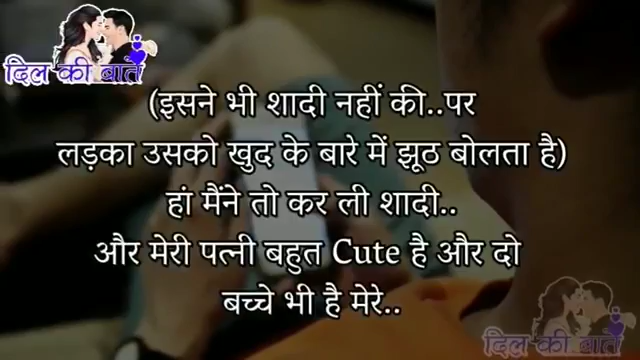 दिल की बाते
(इसने भी शादी नहीं की..पर
लड़का उसको खुद के बारे में झूठ बोलता है)
हां मैंने तो कर ली शादी..
और मेरी पत्नी बहुत Cute है और दो
बच्चे भी है मेरे..
दिल की बाते